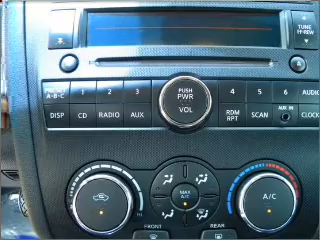 TUNE
H-REW
PRESET 1 2 3 PUSH 4 5 6 AUDIO
A·B·C PWR
VOL AUX IN
DISP CD RADIO AUX RDM SCAN CLOCK
RPT
MAX
A/C
A/C
FRONT REAR